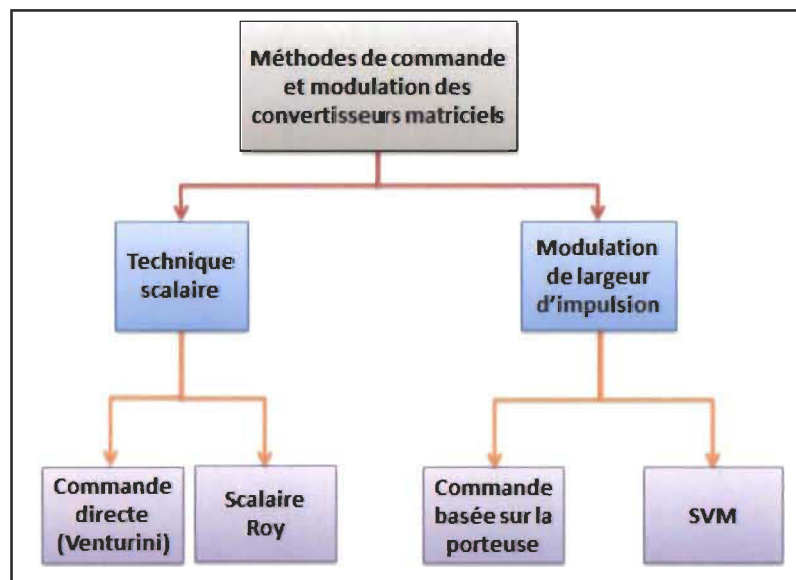 Méthodes de commande
et modulation des
convertisseurs matriciels
Technique
scalaire
Modulation
de largeur
d'impulsion
Commande
directe
(Venturini)
Scalaire
Roy
Commande
basée sur la
porteuse
SVM